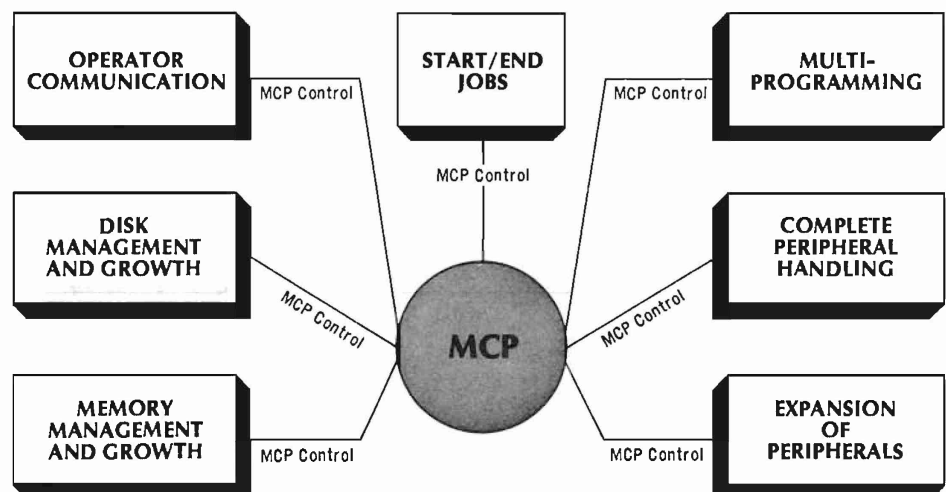 OPERATOR
COMMUNICATION
MCP Control
START/END
JOBS
MCP Control
MULTI-
PROGRAMMING
MCP Control
DISK
MANAGEMENT
AND GROWTH
MCP Control
COMPLETE
PERIPHERAL
HANDLING
MCP Control
MCP
MEMORY
MANAGEMENT
AND GROWTH
MCP Control
EXPANSION
OF
PERIPHERALS
MCP Control